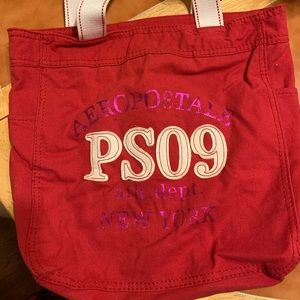 AEROPOSTALE
PS09
ath. dept.
NEW YORK